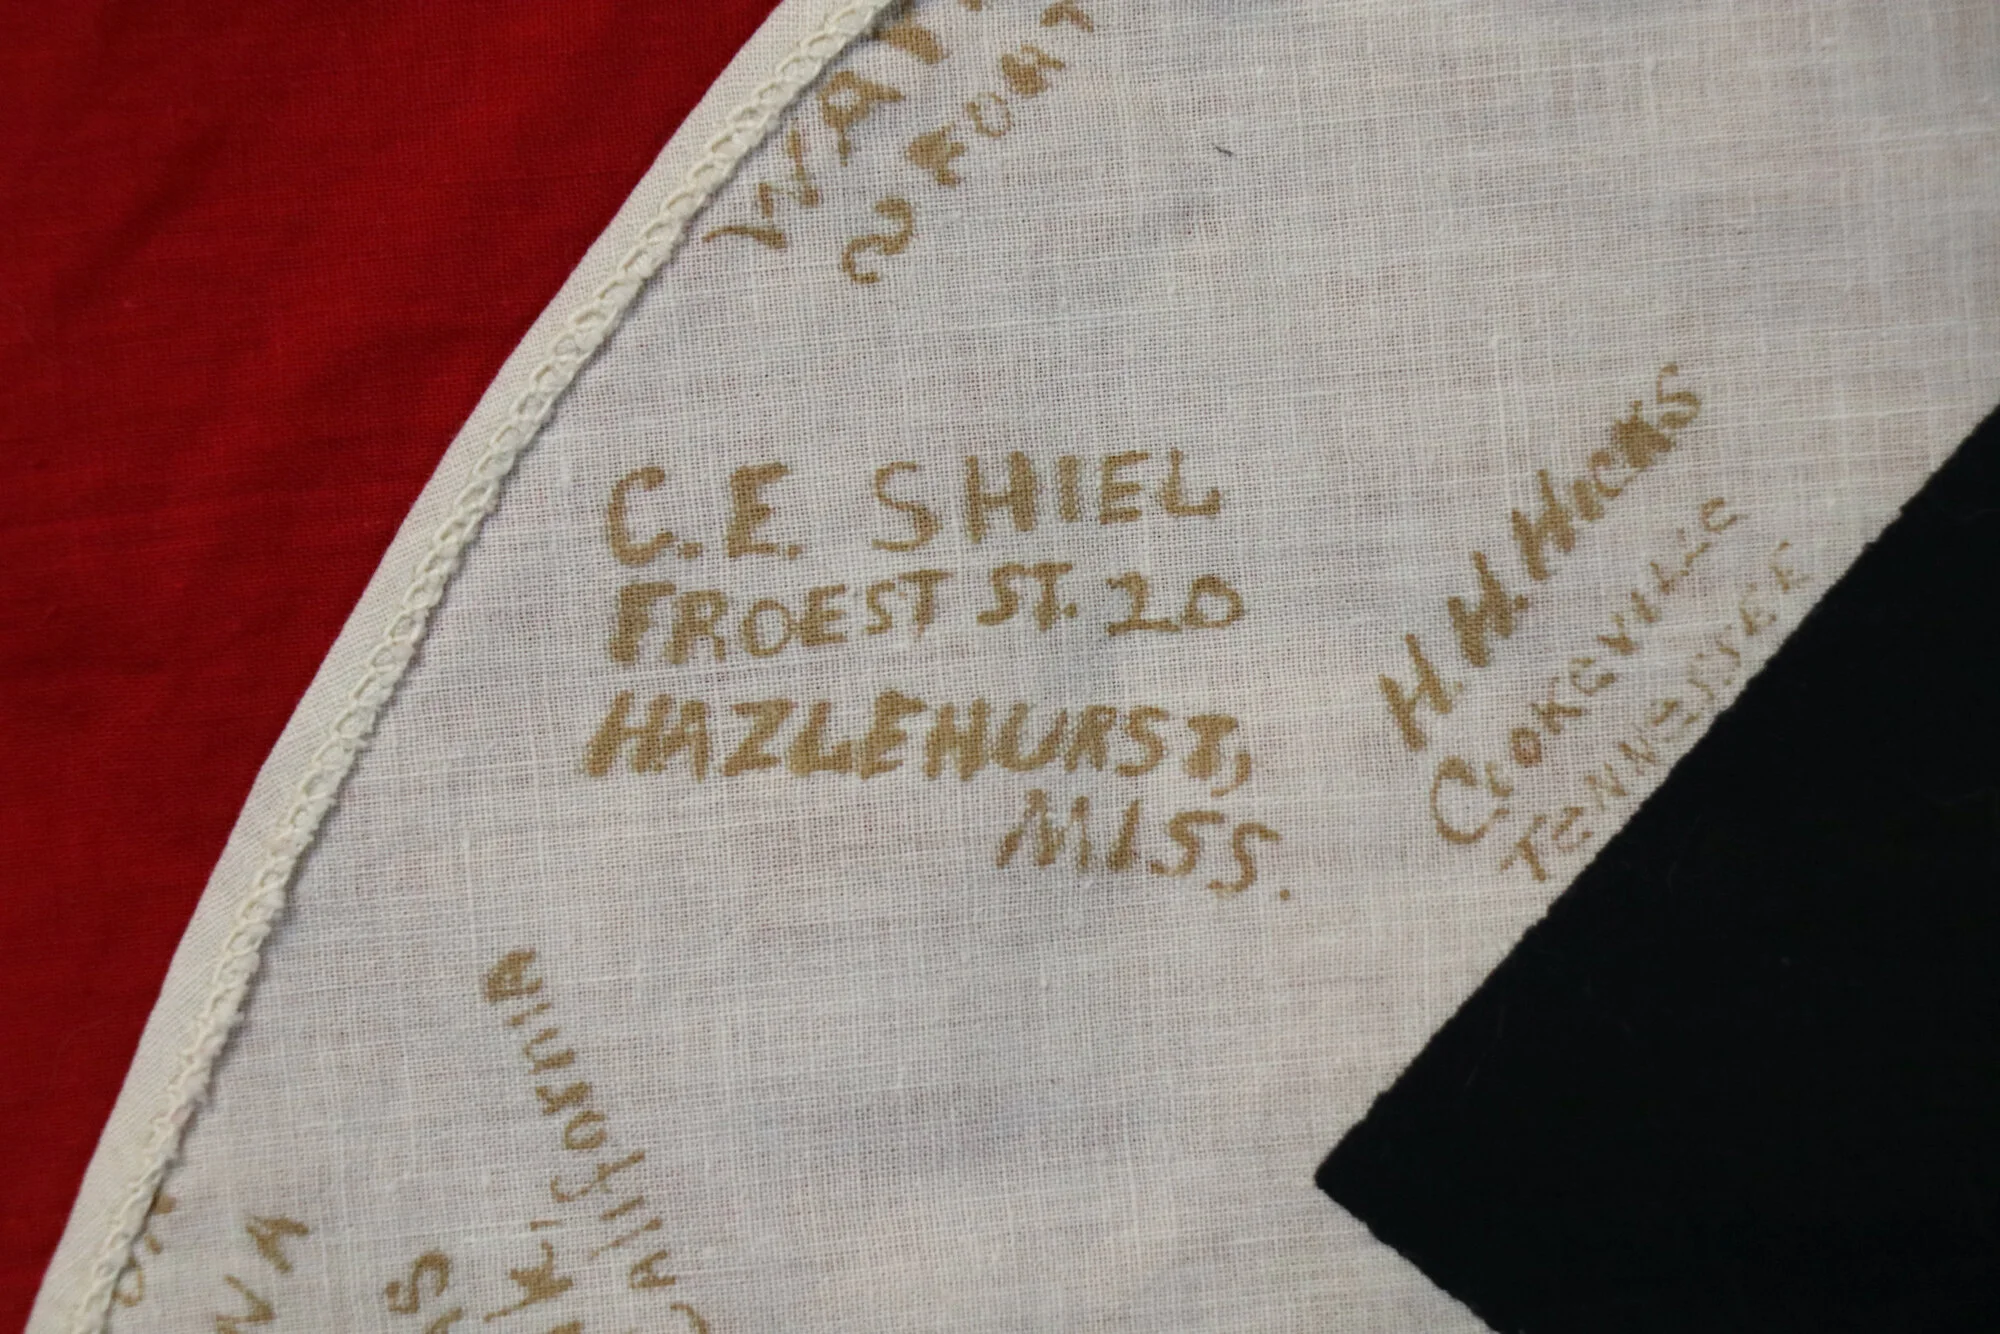 C.E. SHIEL
FROEST ST. 20
HAZLEHURST,
MISS.
H.H. HICKS
COOKEVILLE
TENNESSEE
CALIFORNIA